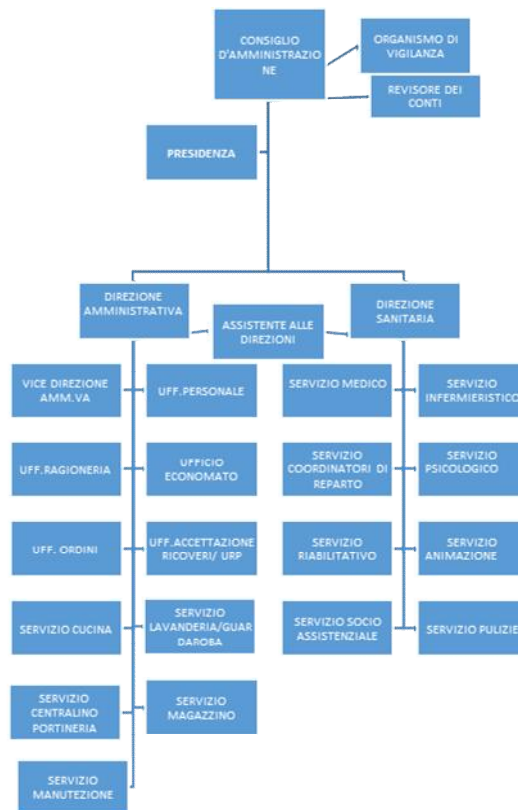 CONSIGLIO
D'AMMINISTRAZIO
NE
ORGANISMO DI
VIGILANZA
REVISORE DEI
CONTI
PRESIDENZA
DIREZIONE
AMMINISTRATIVA
DIREZIONE
SANITARIA
ASSISTENTE ALLE
DIREZIONI
VICE DIREZIONE
AMM.VA
UFF.PERSONALE
SERVIZIO MEDICO
SERVIZIO
INFERMIERISTICO
UFF.RAGIONERIA
UFFICIO
ECONOMATO
SERVIZIO
COORDINATORI DI
REPARTO
SERVIZIO
PSICOLOGICO
UFF. ORDINI
UFF.ACCETTAZIONE
RICOVERI/ URP
SERVIZIO
RIABILITATIVO
SERVIZIO
ANIMAZIONE
SERVIZIO CUCINA
SERVIZIO
LAVANDERIA/GUAR
DAROBA
SERVIZIO SOCIO
ASSISTENZIALE
SERVIZIO PULIZIE
SERVIZIO
CENTRALINO
PORTINERIA
SERVIZIO
MAGAZZINO
SERVIZIO
MANUTEZIONE